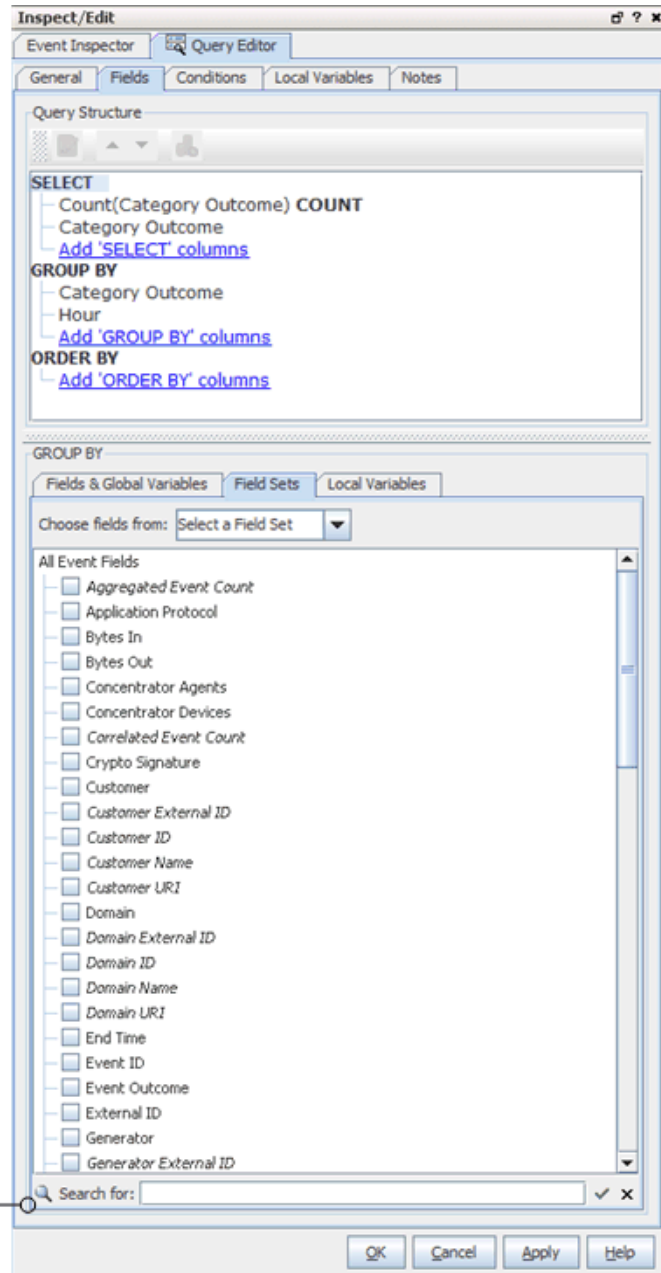 Inspect/Edit
Event Inspector Query Editor
General Fields Conditions Local Variables Notes
Query Structure
SELECT
Count(Category Outcome) COUNT
Category Outcome
Add 'SELECT' columns
GROUP BY
Category Outcome
Hour
Add 'GROUP BY' columns
ORDER BY
Add 'ORDER BY' columns
GROUP BY
Fields & Global Variables Field Sets Local Variables
Choose fields from: Select a Field Set
All Event Fields
Aggregated Event Count
Application Protocol
Bytes In
Bytes Out
Concentrator Agents
Concentrator Devices
Correlated Event Count
Crypto Signature
Customer
Customer External ID
Customer ID
Customer Name
Customer URI
Domain
Domain External ID
Domain ID
Domain Name
Domain URI
End Time
Event ID
Event Outcome
External ID
Generator
Generator External ID
Search for:
OK Cancel Apply Help